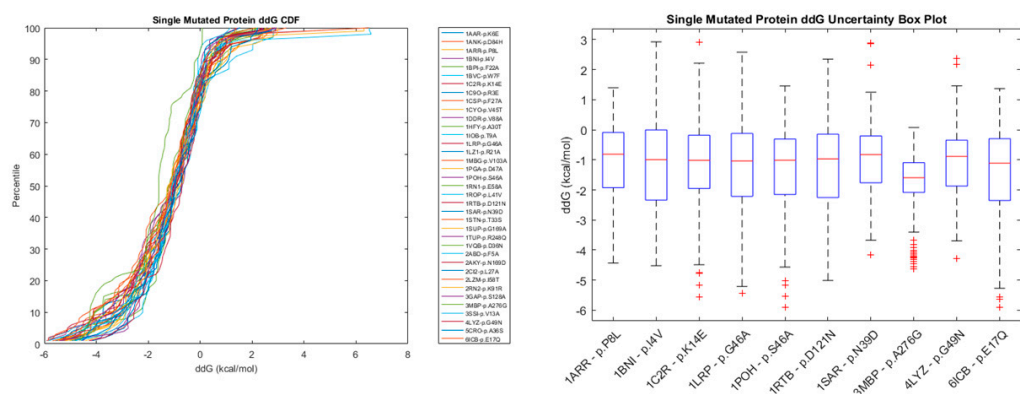 Single Mutated Protein ddG CDF
100
90
80
70
60
50
40
30
20
10
0
Percentile
-6
-4
-2
0
2
4
6
8
ddG (kcal/mol)
1AAR-p.K6E
1ANK-p.D84H
1ARR-p.P8L
1BNI-p.I4V
1BPI-p.F22A
1BVC-p.W7F
1C2R-p.K14E
1C9O-p.R3E
1CSP-p.F27A
1CYO-p.V45T
1DDR-p.V88A
1HFY-p.A30T
1IOB-p.T9A
1LRP-p.G46A
1LZ1-p.R21A
1MBG-p.V103A
1PGA-p.D47A
1POH-p.S46A
1RN1-p.E58A
1ROP-p.L41V
1RTB-p.D121N
1SAR-p.N39D
1STN-p.T33S
1SUP-p.G169A
1TUP-p.R248Q
1VQB-p.D36N
2ABD-p.F5A
2AKY-p.N169D
2CI2-p.L27A
2LZM-p.I58T
2RN2-p.K91R
3GAP-p.S128A
3MBP-p.A276G
3SSI-p.V13A
4LYZ-p.G49N
5CRO-p.A36S
6ICB-p.E17Q
Single Mutated Protein ddG Uncertainty Box Plot
3
2
1
0
-1
-2
-3
-4
-5
-6
ddG (kcal/mol)
1ARR - p.P8L
1BNI - p.I4V
1C2R - p.K14E
1LRP - p.G46A
1POH - p.S46A
1RTB - p.D121N
1SAR - p.N39D
3MBP - p.A276G
4LYZ - p.G49N
6ICB - p.E17Q